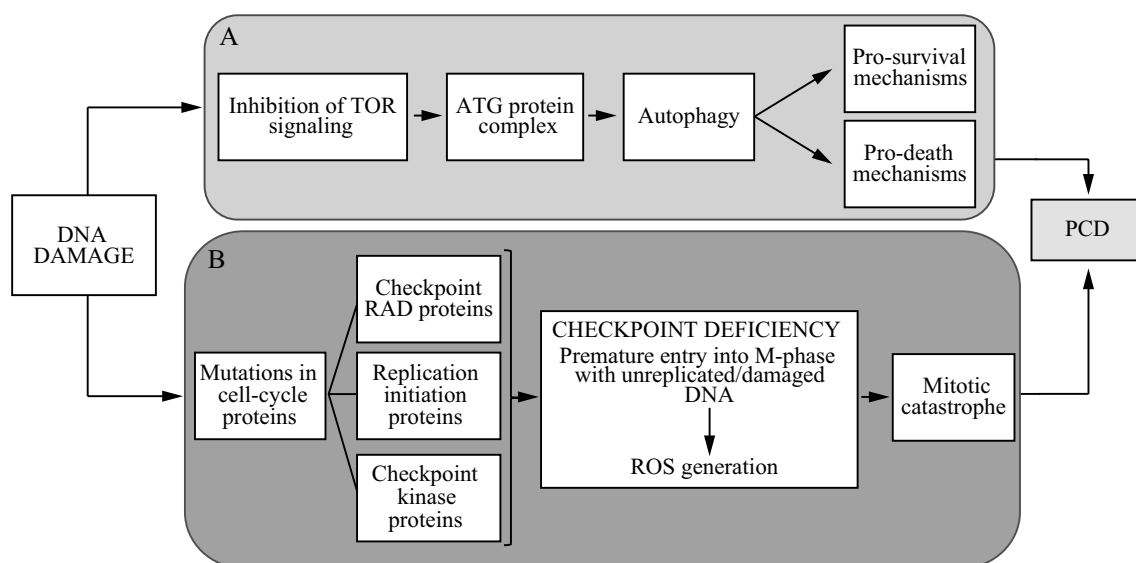 A
Inhibition of TOR
signaling
ATG protein
complex
Autophagy
Pro-survival
mechanisms
Pro-death
mechanisms
DNA
DAMAGE
PCD
B
Mutations in
cell-cycle
proteins
Checkpoint
RAD proteins
Replication
initiation
proteins
Checkpoint
kinase
proteins
CHECKPOINT DEFICIENCY
Premature entry into M-phase
with unreplicated/damaged
DNA
ROS generation
Mitotic
catastrophe